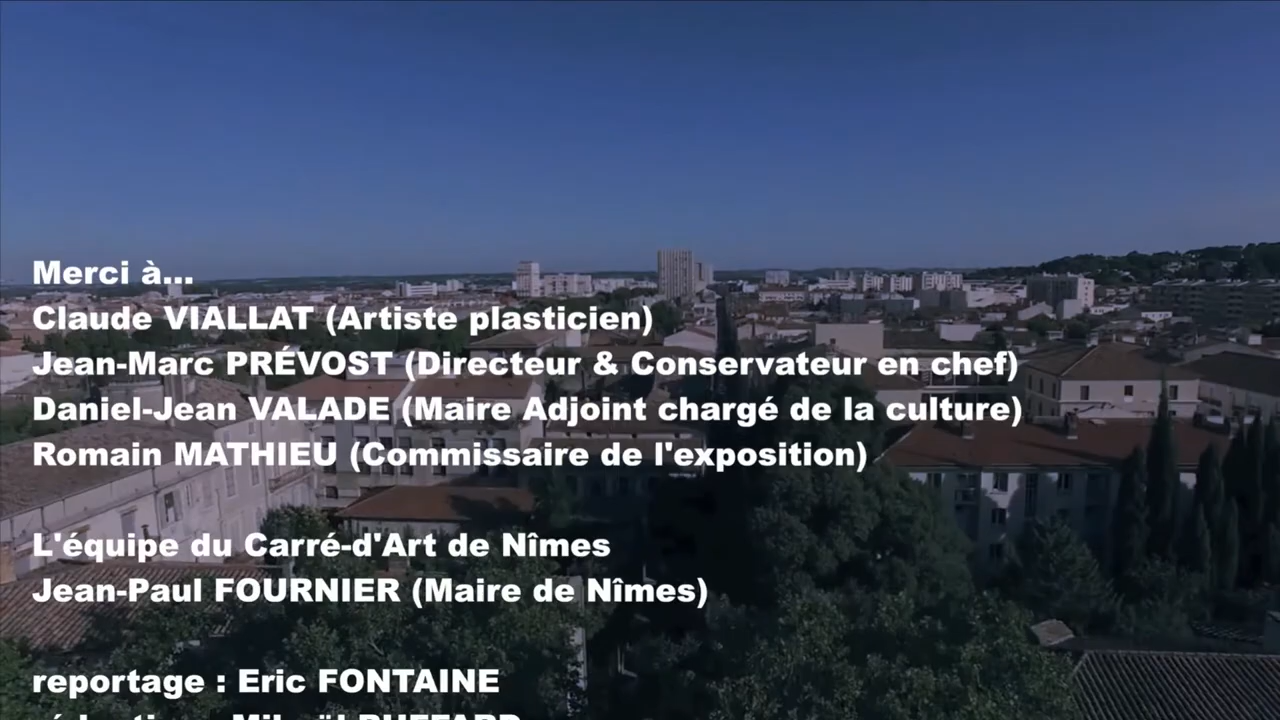 Merci à...
Claude VIALLAT (Artiste plasticien)
Jean-Marc PRÉVOST (Directeur & Conservateur en chef)
Daniel-Jean VALADE (Maire Adjoint chargé de la culture)
Romain MATHIEU (Commissaire de l'exposition)
L'équipe du Carré-d'Art de Nîmes
Jean-Paul FOURNIER (Maire de Nîmes)
reportage : Eric FONTAINE